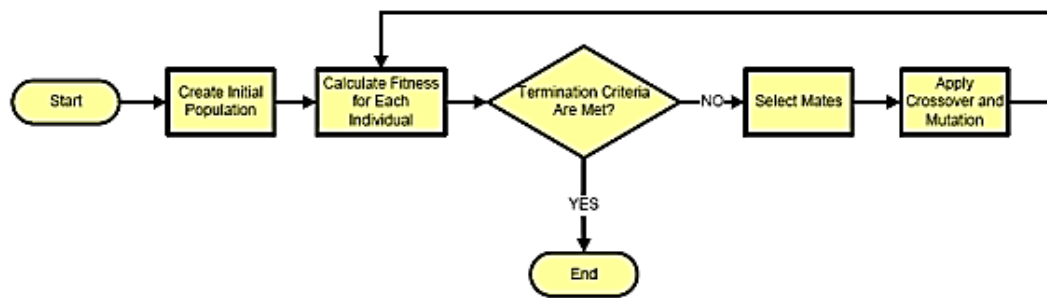 Start
Create Initial
Population
Calculate Fitness
for Each
Individual
Termination Criteria
Are Met?
NO
Select Mates
Apply
Crossover and
Mutation
YES
End